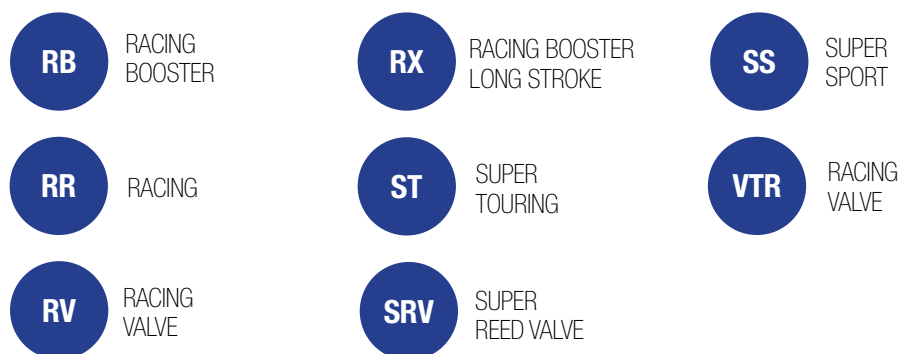 RB
RACING
BOOSTER
RX
RACING BOOSTER
LONG STROKE
SS
SUPER
SPORT
RR
RACING
ST
SUPER
TOURING
VTR
RACING
VALVE
RV
RACING
VALVE
SRV
SUPER
REED VALVE